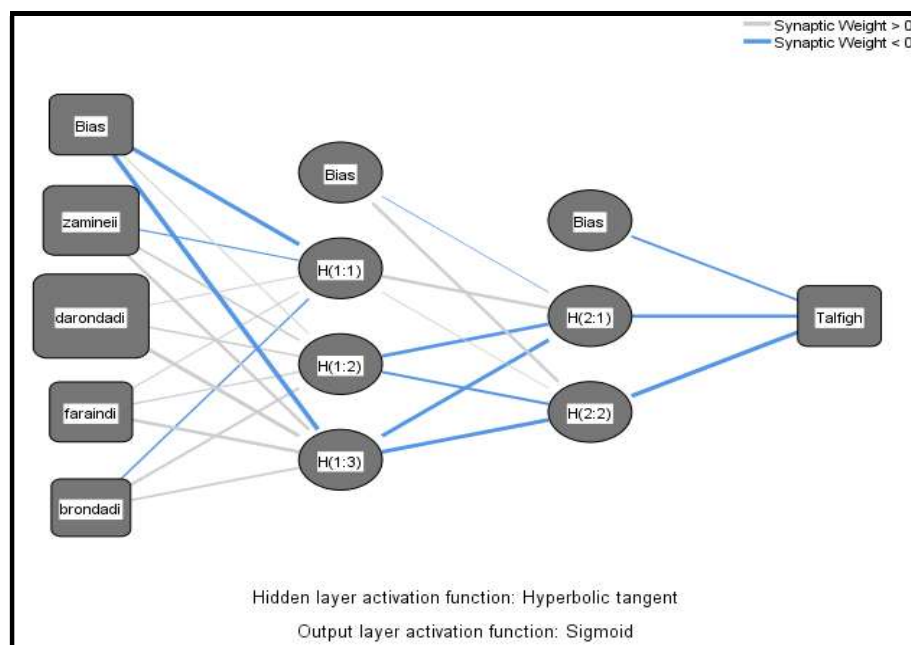 Synaptic Weight > 0
Synaptic Weight < 0
Bias
zamineii
darondadi
faraindi
brondadi
Bias
H(1:1)
H(1:2)
H(1:3)
Bias
H(2:1)
H(2:2)
Talfigh
Hidden layer activation function: Hyperbolic tangent
Output layer activation function: Sigmoid